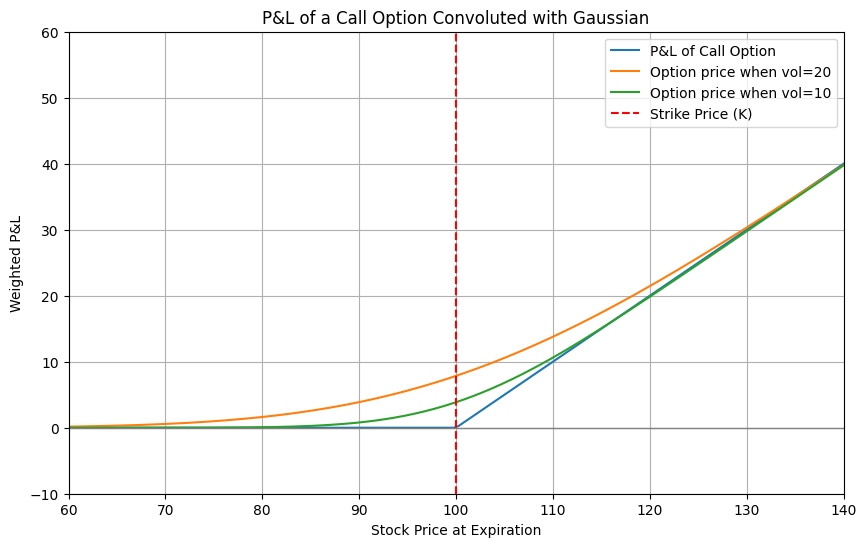 P&L of a Call Option Convoluted with Gaussian
P&L of Call Option
Option price when vol=20
Option price when vol=10
Strike Price (K)
Weighted P&L
60
50
40
30
20
10
0
−10
60 70 80 90 100 110 120 130 140
Stock Price at Expiration